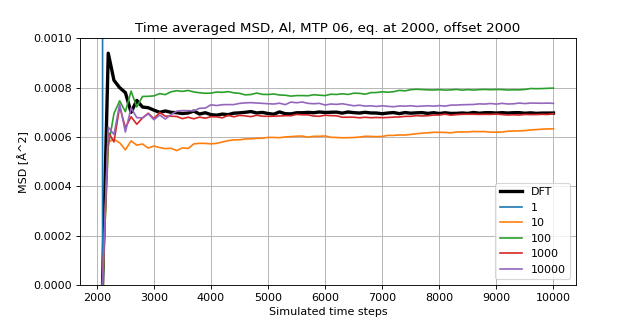 Time averaged MSD, Al, MTP 06, eq. at 2000, offset 2000
MSD [Å^2]
0.0010
0.0008
0.0006
0.0004
0.0002
0.0000
DFT
1
10
100
1000
10000
2000 3000 4000 5000 6000 7000 8000 9000 10000
Simulated time steps